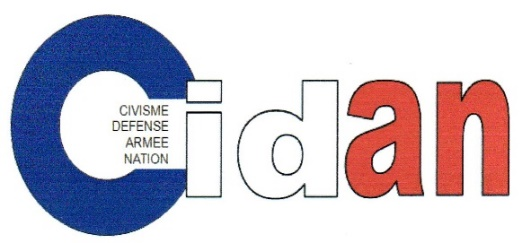 Cidan
CIVISME
DEFENSE
ARMEE
NATION